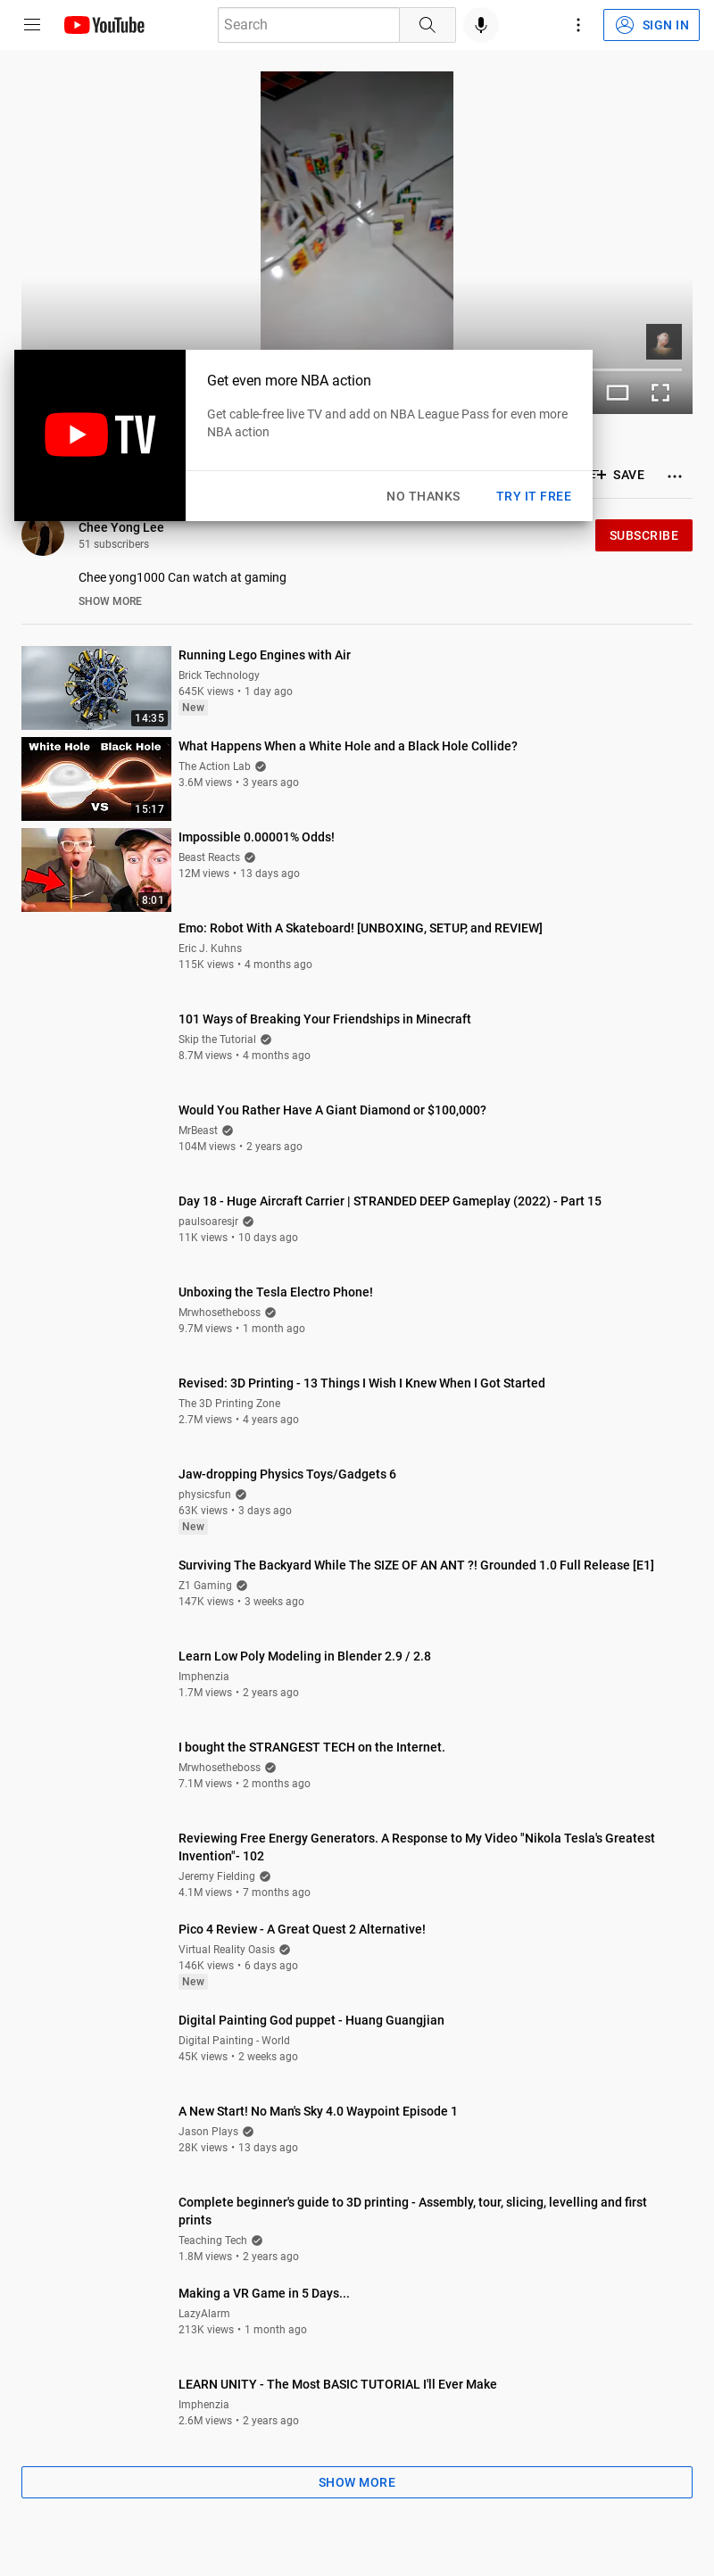 YouTube
Search
SIGN IN
TV
Get even more NBA action
Get cable-free live TV and add on NBA League Pass for even more
NBA action
NO THANKS
TRY IT FREE
SAVE
Chee Yong Lee
51 subscribers
SUBSCRIBE
Chee yong1000 Can watch at gaming
SHOW MORE
14:35
Running Lego Engines with Air
Brick Technology
645K views • 1 day ago
New
White Hole Black Hole
VS
15:17
What Happens When a White Hole and a Black Hole Collide?
The Action Lab
3.6M views • 3 years ago
8:01
Impossible 0.00001% Odds!
Beast Reacts
12M views • 13 days ago
Emo: Robot With A Skateboard! [UNBOXING, SETUP, and REVIEW]
Eric J. Kuhns
115K views • 4 months ago
101 Ways of Breaking Your Friendships in Minecraft
Skip the Tutorial
8.7M views • 4 months ago
Would You Rather Have A Giant Diamond or $100,000?
MrBeast
104M views • 2 years ago
Day 18 - Huge Aircraft Carrier | STRANDED DEEP Gameplay (2022) - Part 15
paulsoaresjr
11K views • 10 days ago
Unboxing the Tesla Electro Phone!
Mrwhosetheboss
9.7M views • 1 month ago
Revised: 3D Printing - 13 Things I Wish I Knew When I Got Started
The 3D Printing Zone
2.7M views • 4 years ago
Jaw-dropping Physics Toys/Gadgets 6
physicsfun
63K views • 3 days ago
New
Surviving The Backyard While The SIZE OF AN ANT ?! Grounded 1.0 Full Release [E1]
Z1 Gaming
147K views • 3 weeks ago
Learn Low Poly Modeling in Blender 2.9 / 2.8
Imphenzia
1.7M views • 2 years ago
I bought the STRANGEST TECH on the Internet.
Mrwhosetheboss
7.1M views • 2 months ago
Reviewing Free Energy Generators. A Response to My Video "Nikola Tesla's Greatest
Invention"- 102
Jeremy Fielding
4.1M views • 7 months ago
Pico 4 Review - A Great Quest 2 Alternative!
Virtual Reality Oasis
146K views • 6 days ago
New
Digital Painting God puppet - Huang Guangjian
Digital Painting - World
45K views • 2 weeks ago
A New Start! No Man's Sky 4.0 Waypoint Episode 1
Jason Plays
28K views • 13 days ago
Complete beginner's guide to 3D printing - Assembly, tour, slicing, levelling and first
prints
Teaching Tech
1.8M views • 2 years ago
Making a VR Game in 5 Days...
LazyAlarm
213K views • 1 month ago
LEARN UNITY - The Most BASIC TUTORIAL I'll Ever Make
Imphenzia
2.6M views • 2 years ago
SHOW MORE